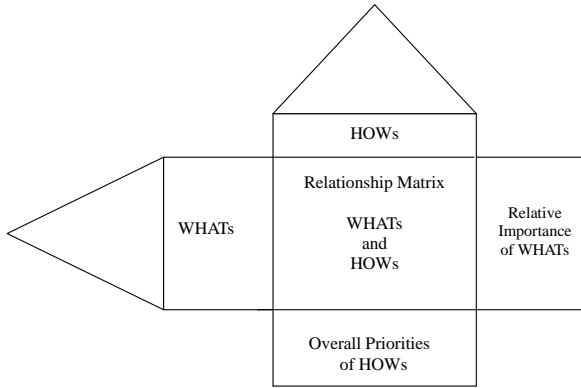 HOWs
Relationship Matrix
WHATs
and
HOWs
WHATs
Relative
Importance
of WHATs
Overall Priorities
of HOWs